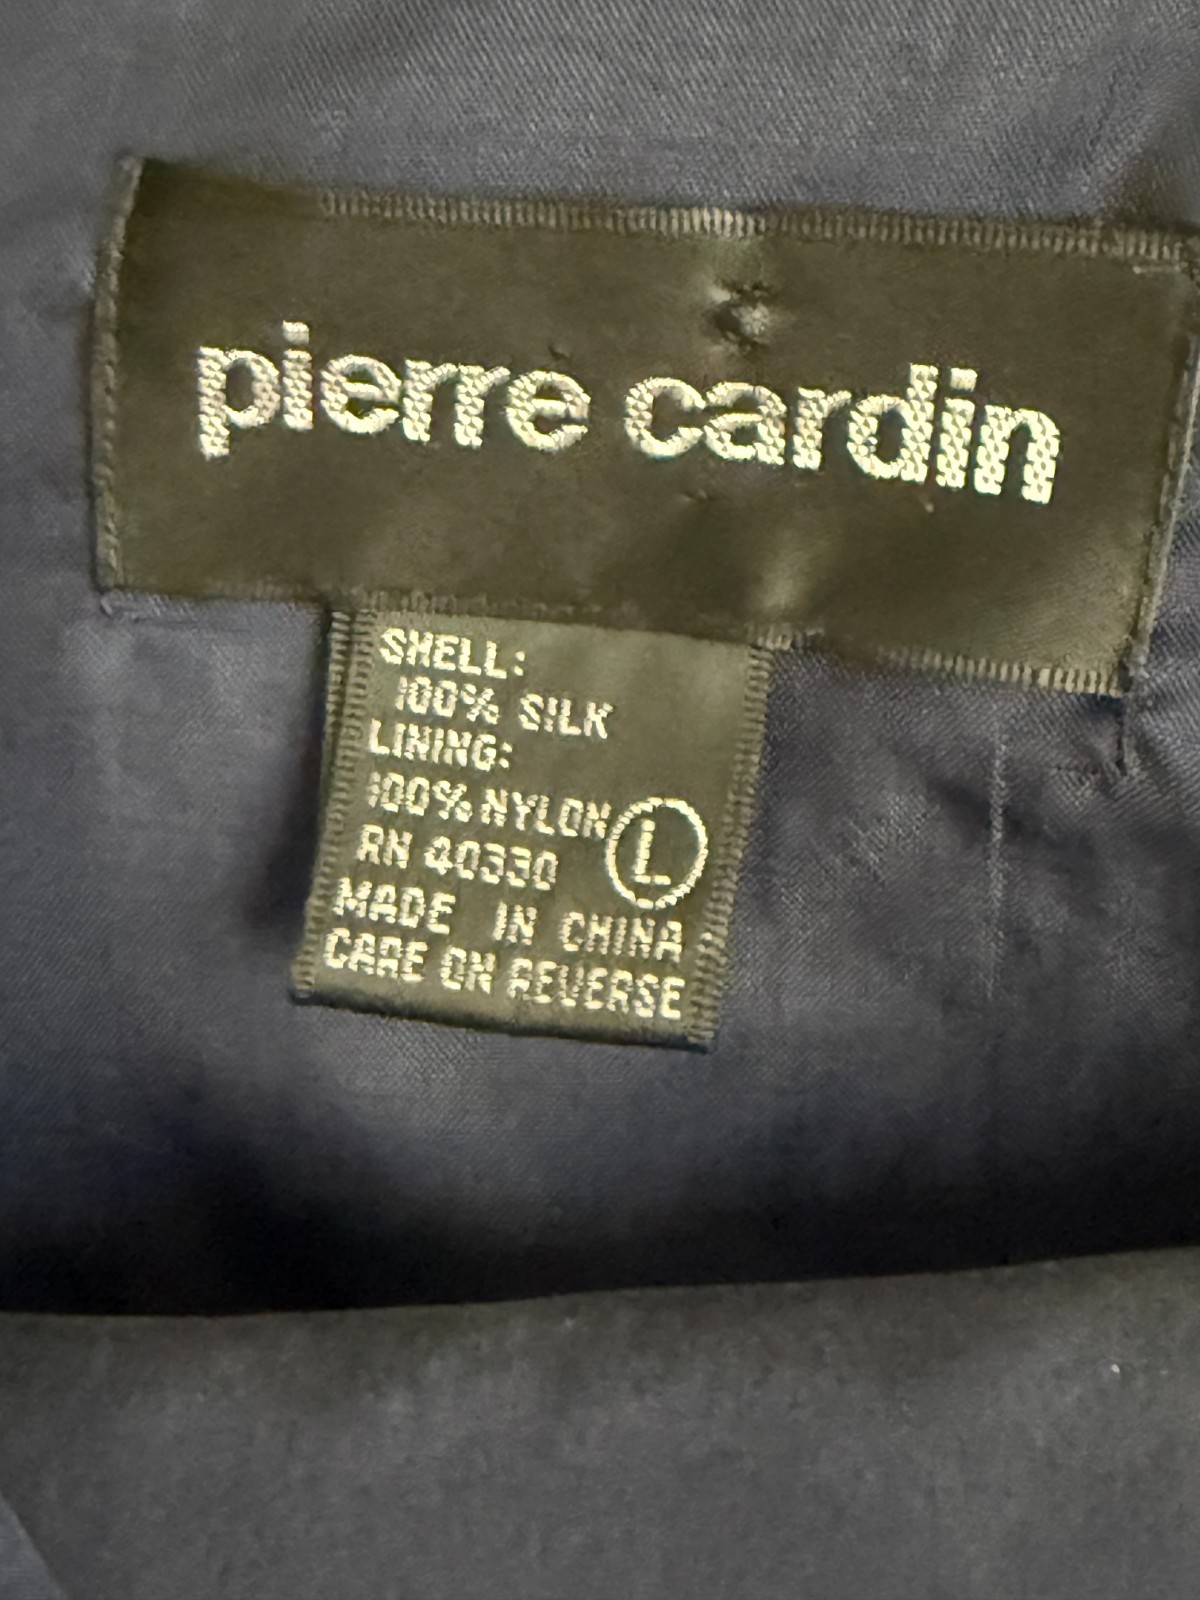 pierre cardin
SHELL:
100% SILK
LINING:
100% NYLON
L
RN 40330
MADE IN CHINA
CARE ON REVERSE